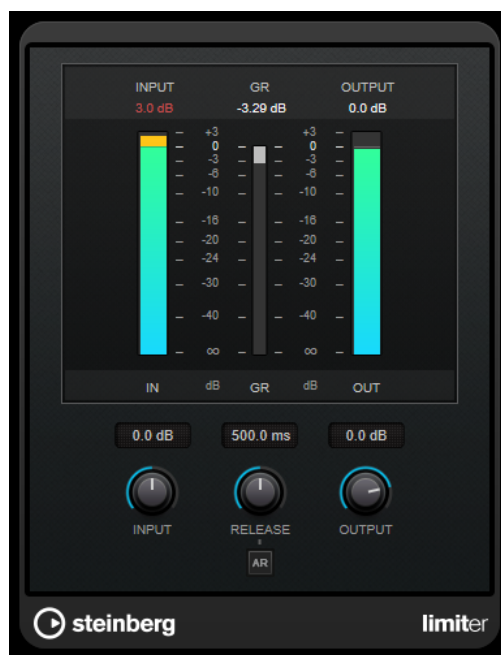 INPUT GR OUTPUT
3.0 dB -3.29 dB 0.0 dB
+3 +3
0 0
-3 -3
-6 -6
-10 -10
-16 -16
-20 -20
-24 -24
-30 -30
-40 -40
∞ ∞
IN dB GR dB OUT
0.0 dB 500.0 ms 0.0 dB
INPUT RELEASE OUTPUT
AR
steinberg limiter